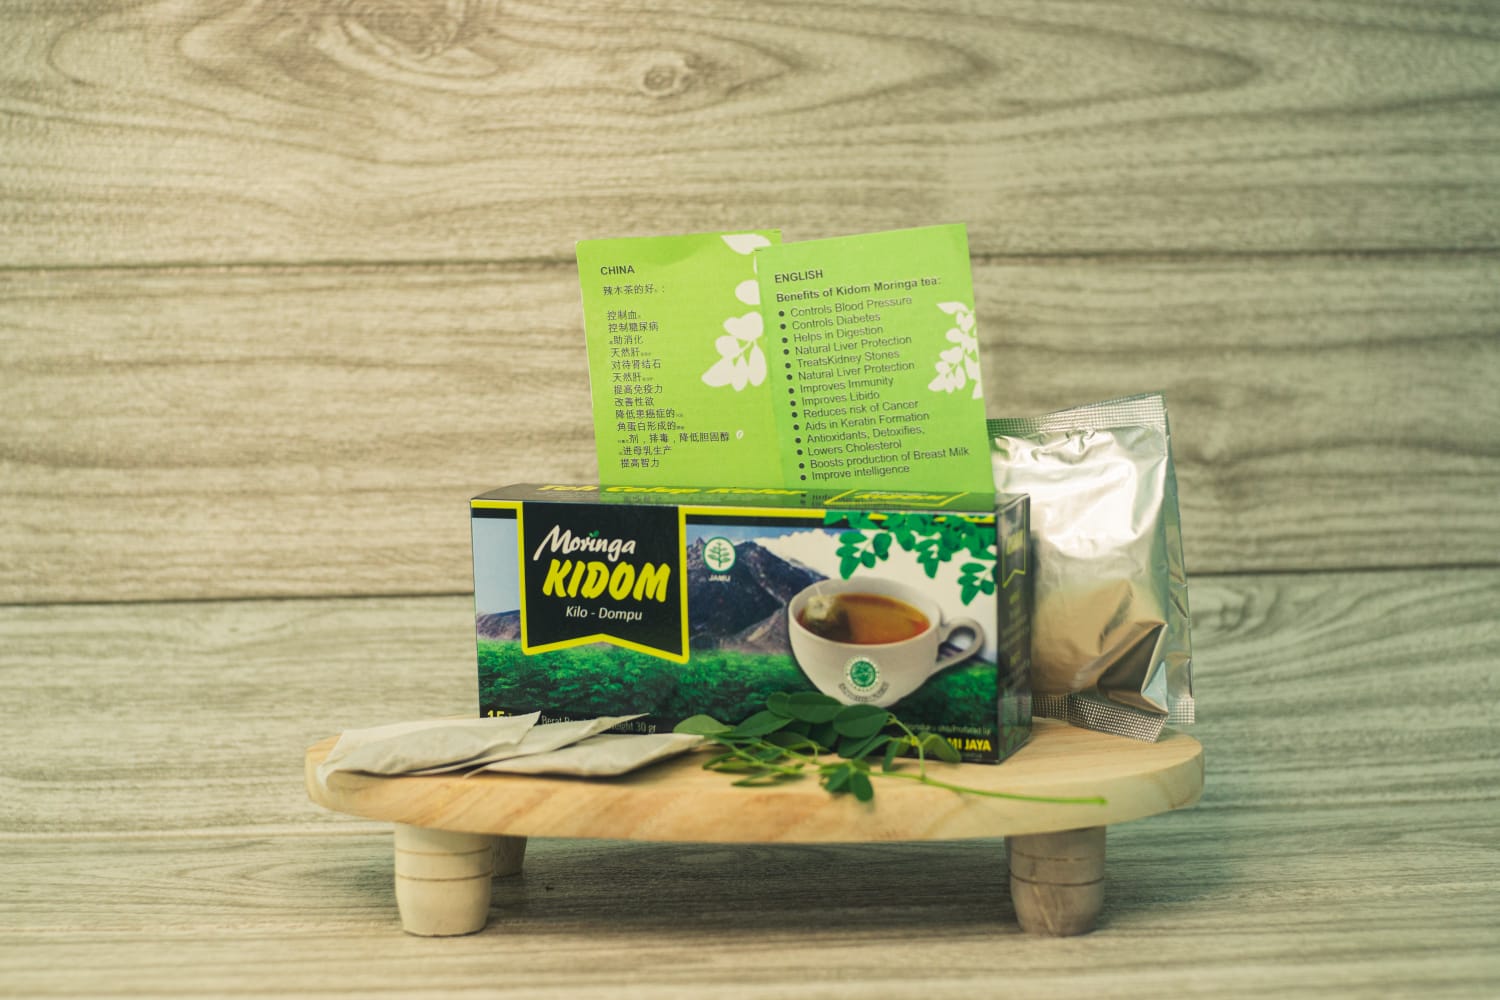 CHINA
辣木茶的好
控制血
控制糖尿病
助消化
天然肝
对待肾结石
天然肝
提高免疫力
改善性欲
降低患癌症的
角蛋白形成的
剂，排毒，降低胆固醇
进母乳生产
提高智力
ENGLISH
Benefits of Kidom Moringa tea:
● Controls Blood Pressure
● Controls Diabetes
● Helps in Digestion
● Natural Liver Protection
● TreatsKidney Stones
● Natural Liver Protection
● Improves Immunity
● Improves Libido
● Reduces risk of Cancer
● Aids in Keratin Formation
● Antioxidants, Detoxifies,
● Lowers Cholesterol
● Boosts production of Breast Milk
● Improve intelligence
Moringa
KIDOM
Kilo - Dompu
JAMU
15
Berat
30 gr
MI JAYA